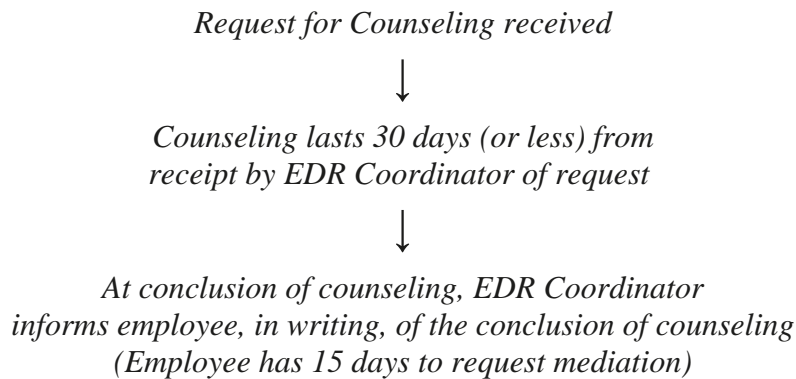 Request for Counseling received
Counseling lasts 30 days (or less) from
receipt by EDR Coordinator of request
At conclusion of counseling, EDR Coordinator
informs employee, in writing, of the conclusion of counseling
(Employee has 15 days to request mediation)